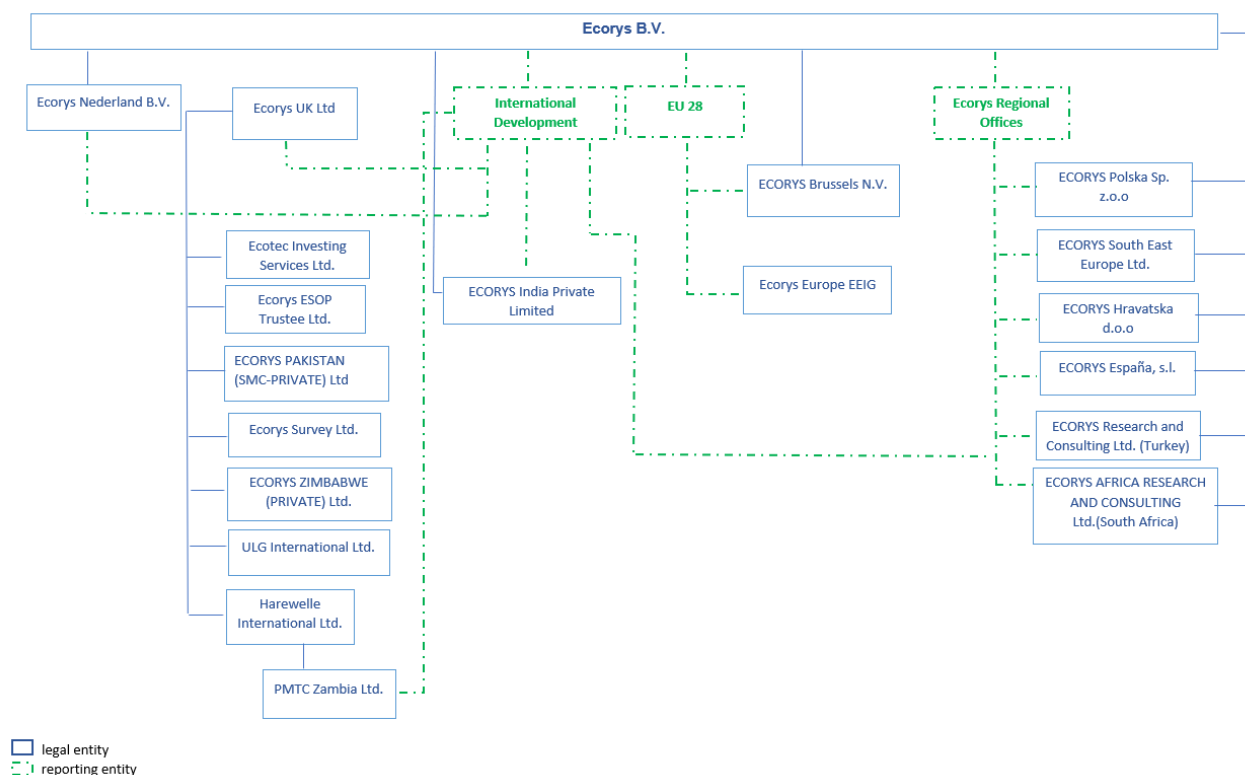 Ecorys B.V.
Ecorys Nederland B.V.
Ecorys UK Ltd
International
Development
EU 28
Ecorys Regional
Offices
ECORYS Brussels N.V.
ECORYS Polska Sp.
z.o.o
Ecotec Investing
Services Ltd.
ECORYS South East
Europe Ltd.
Ecorys ESOP
Trustee Ltd.
ECORYS India Private
Limited
Ecorys Europe EEIG
ECORYS Hravatska
d.o.o
ECORYS PAKISTAN
(SMC-PRIVATE) Ltd
ECORYS España, s.l.
Ecorys Survey Ltd.
ECORYS Research and
Consulting Ltd. (Turkey)
ECORYS ZIMBABWE
(PRIVATE) Ltd.
ECORYS AFRICA RESEARCH
AND CONSULTING
Ltd.(South Africa)
ULG International Ltd.
Harewelle
International Ltd.
PMTC Zambia Ltd.
legal entity
reporting entity